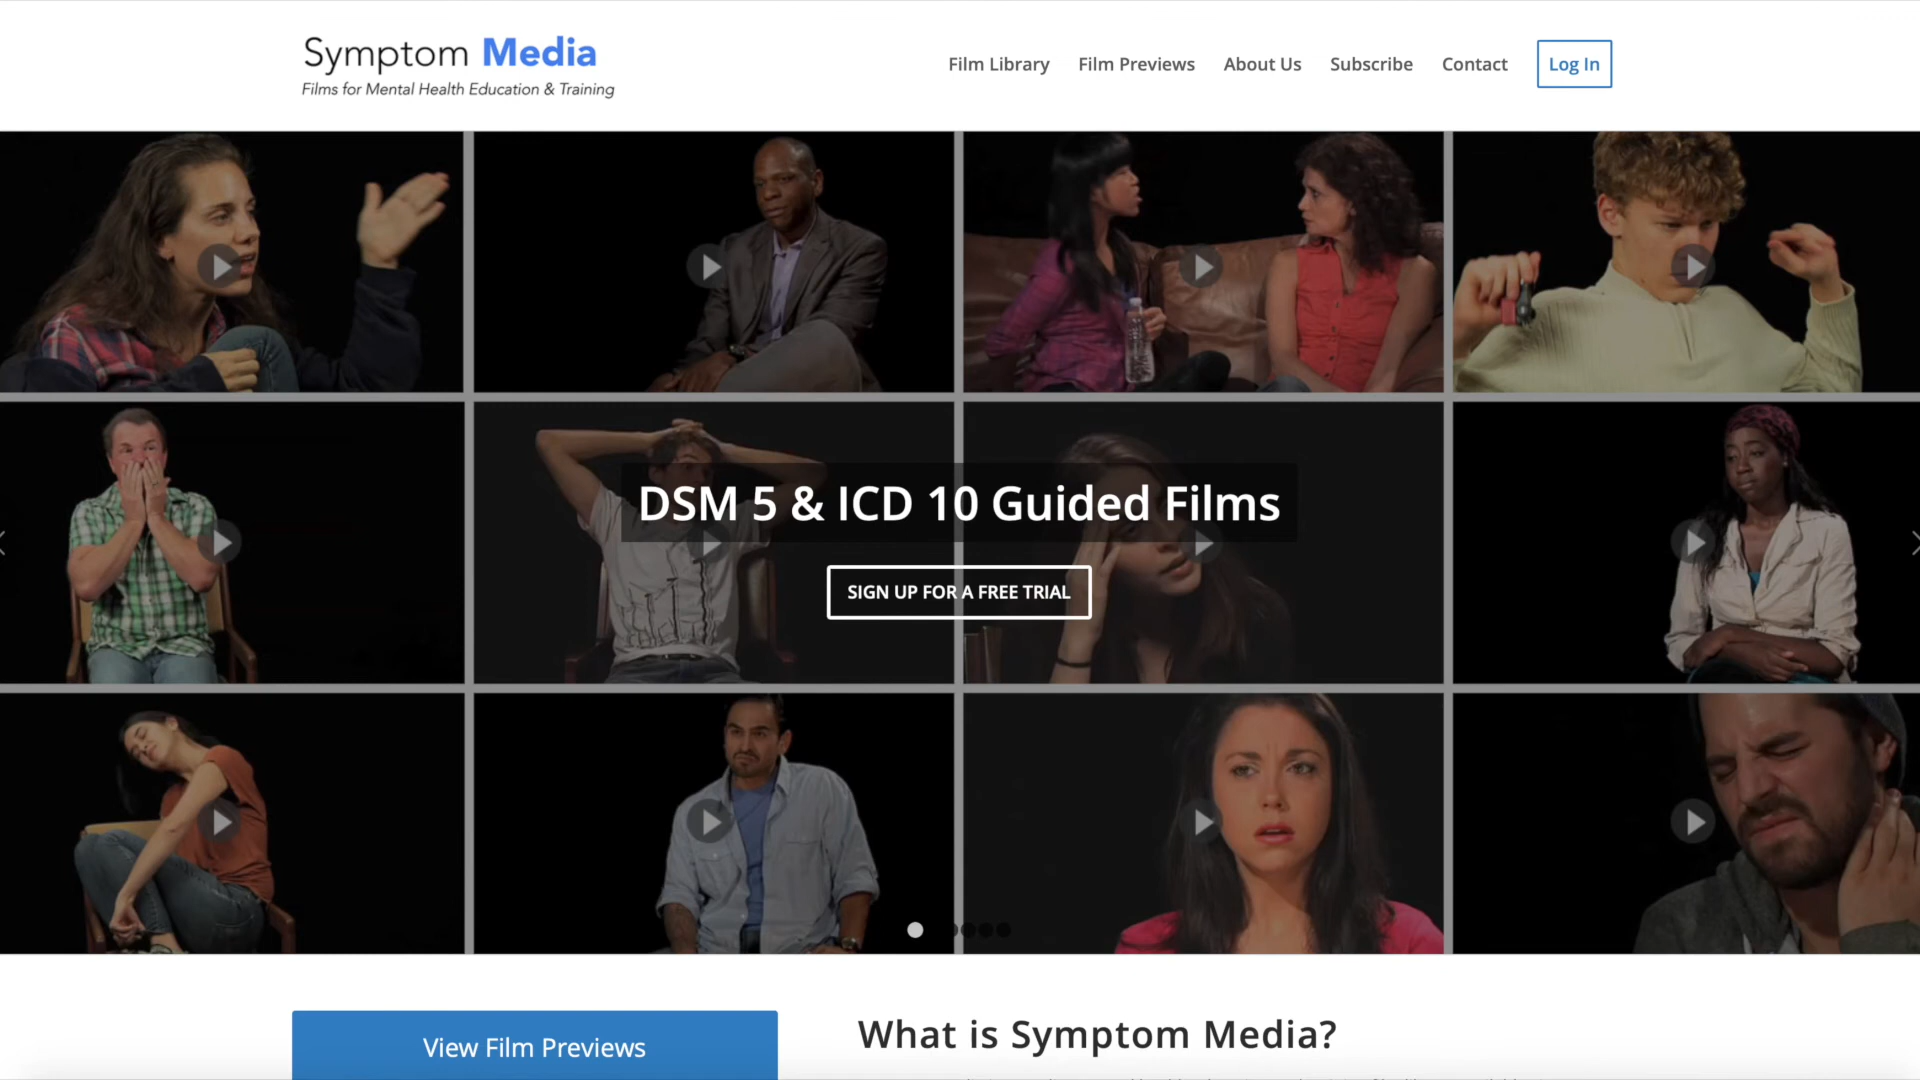 Symptom Media
Films for Mental Health Education & Training
Film Library
Film Previews
About Us
Subscribe
Contact
Log In
DSM 5 & ICD 10 Guided Films
SIGN UP FOR A FREE TRIAL
View Film Previews
What is Symptom Media?